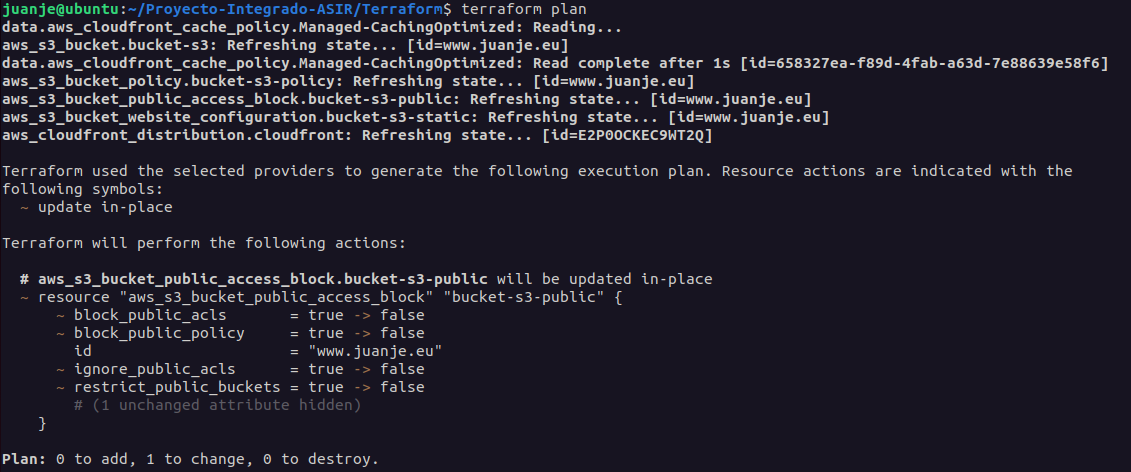 juanje@ubuntu:~/Proyecto-Integrado-ASIR/Terraform$ terraform plan
data.aws_cloudfront_cache_policy.Managed-CachingOptimized: Reading...
aws_s3_bucket.bucket-s3: Refreshing state... [id=www.juanje.eu]
data.aws_cloudfront_cache_policy.Managed-CachingOptimized: Read complete after 1s [id=658327ea-f89d-4fab-a63d-7e88639e58f6]
aws_s3_bucket_policy.bucket-s3-policy: Refreshing state... [id=www.juanje.eu]
aws_s3_bucket_public_access_block.bucket-s3-public: Refreshing state... [id=www.juanje.eu]
aws_s3_bucket_website_configuration.bucket-s3-static: Refreshing state... [id=www.juanje.eu]
aws_cloudfront_distribution.cloudfront: Refreshing state... [id=E2P0OCKEC9WT2Q]

Terraform used the selected providers to generate the following execution plan. Resource actions are indicated with the
following symbols:
  ~ update in-place

Terraform will perform the following actions:

  # aws_s3_bucket_public_access_block.bucket-s3-public will be updated in-place
  ~ resource "aws_s3_bucket_public_access_block" "bucket-s3-public" {
      ~ block_public_acls       = true -> false
      ~ block_public_policy     = true -> false
        id                      = "www.juanje.eu"
      ~ ignore_public_acls      = true -> false
      ~ restrict_public_buckets = true -> false
        # (1 unchanged attribute hidden)
    }

Plan: 0 to add, 1 to change, 0 to destroy.